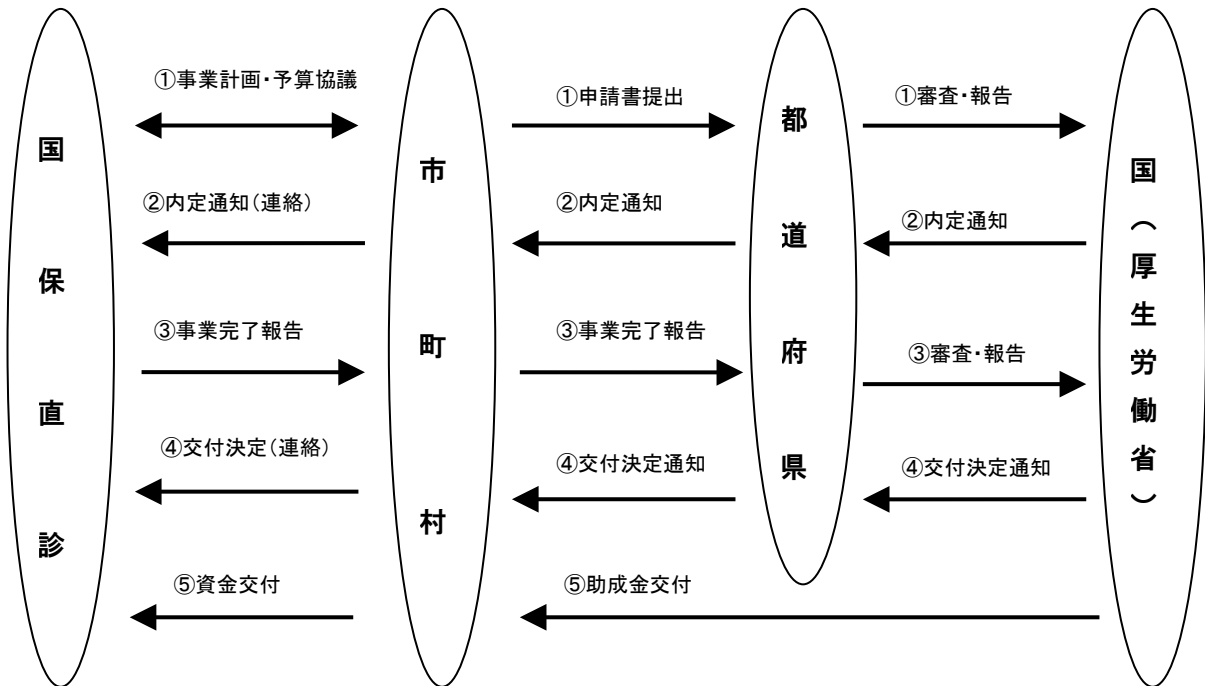 ①事業計画・予算協議
①申請書提出
①審査・報告
国保直診
市町村
都道府県
国（厚生労働省）
②内定通知（連絡）
②内定通知
②内定通知
③事業完了報告
③事業完了報告
③審査・報告
④交付決定（連絡）
④交付決定通知
④交付決定通知
⑤資金交付
⑤助成金交付